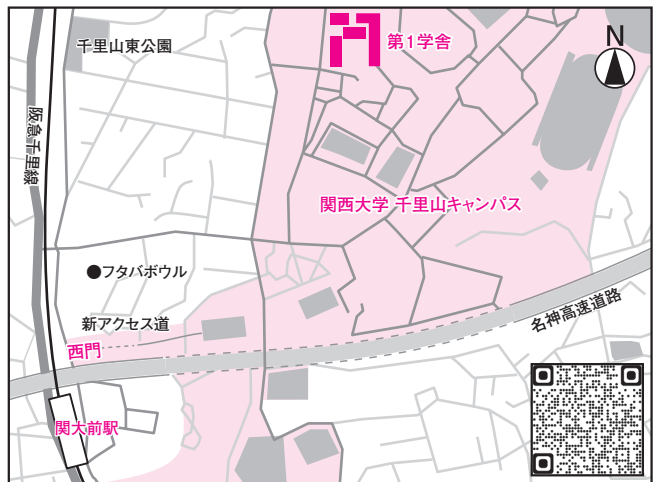 千里山東公園
第1学舎
N
阪急千里線
関西大学 千里山キャンパス
●フタバボウル
新アクセス道
名神高速道路
西門
関大前駅